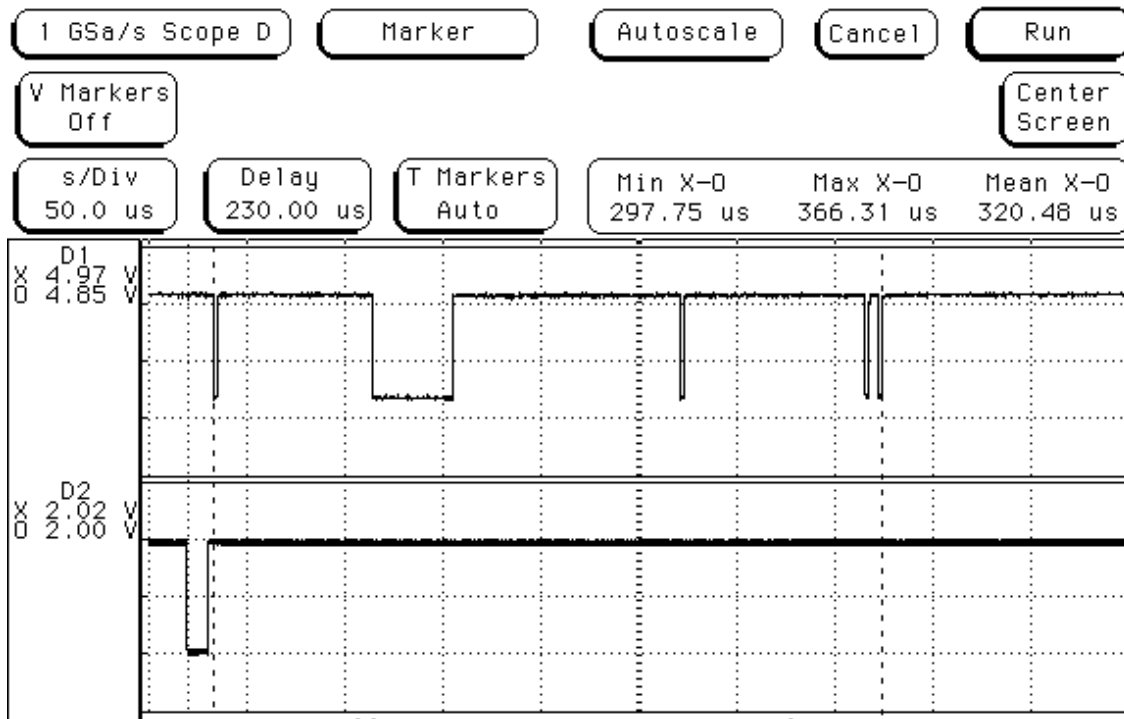 1 GSa/s Scope D
Marker
Autoscale
Cancel
Run
V Markers
Off
Center
Screen
s/Div
50.0 us
Delay
230.00 us
T Markers
Auto
Min X-O
Max X-O
Mean X-O
297.75 us
366.31 us
320.48 us
D1
X 4.97 V
O 4.85 V
D2
X 2.02 V
O 2.00 V